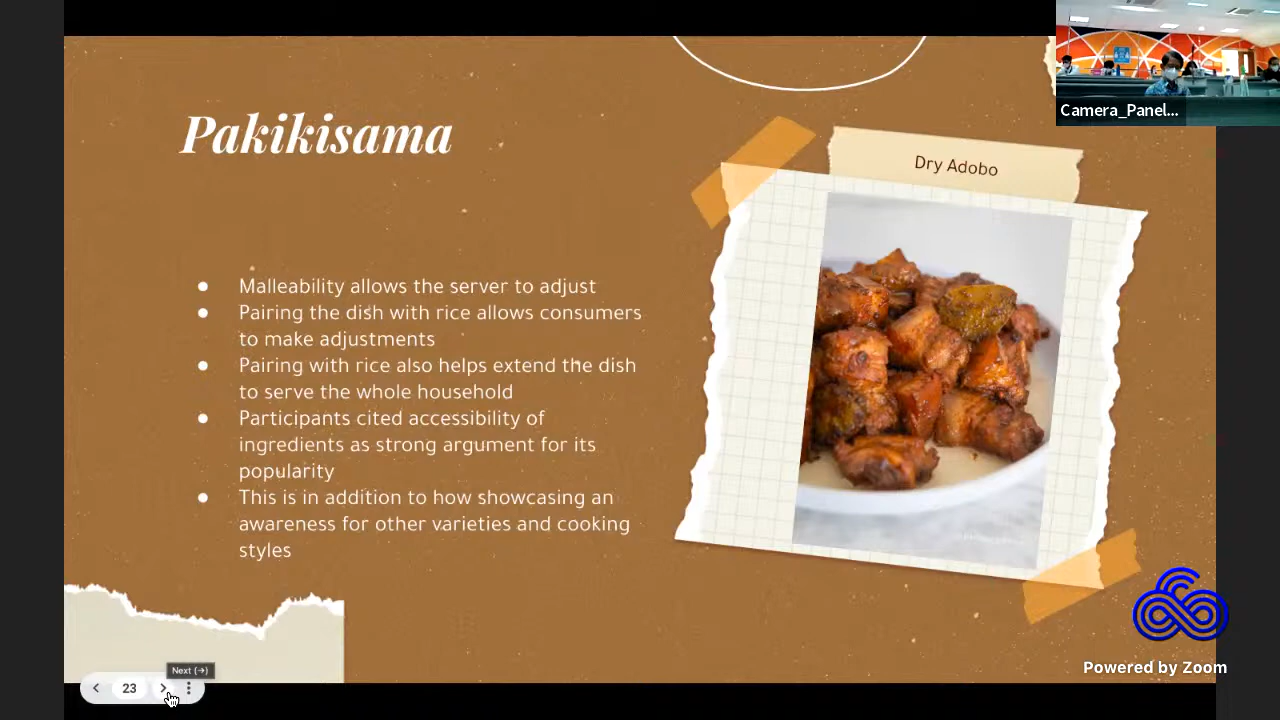 Camera_Panel...
Pakikisama
Dry Adobo
● Malleability allows the server to adjust
● Pairing the dish with rice allows consumers
to make adjustments
● Pairing with rice also helps extend the dish
to serve the whole household
● Participants cited accessibility of
ingredients as strong argument for its
popularity
● This is in addition to how showcasing an
awareness for other varieties and cooking
styles
Next (→)
23
Powered by Zoom